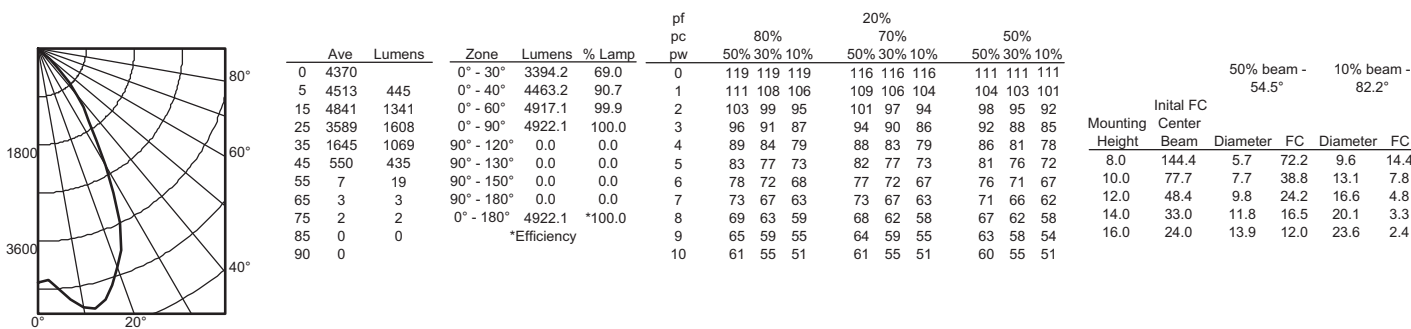 80°
60°
40°
1800
3600
0° 20°
Ave Lumens
0 4370
5 4513 445
15 4841 1341
25 3589 1608
35 1645 1069
45 550 435
55 7 19
65 3 3
75 2 2
85 0 0
90 0
Zone Lumens % Lamp
0° - 30° 3394.2 69.0
0° - 40° 4463.2 90.7
0° - 60° 4917.1 99.9
0° - 90° 4922.1 100.0
90° - 120° 0.0 0.0
90° - 130° 0.0 0.0
90° - 150° 0.0 0.0
90° - 180° 0.0 0.0
0° - 180° 4922.1 *100.0
*Efficiency
pf 20%
pc 80% 70% 50%
pw 50% 30% 10% 50% 30% 10% 50% 30% 10%
0 119 119 119 116 116 116 111 111 111
1 111 108 106 109 106 104 104 103 101
2 103 99 95 101 97 94 98 95 92
3 96 91 87 94 90 86 92 88 85
4 89 84 79 88 83 79 86 81 78
5 83 77 73 82 77 73 81 76 72
6 78 72 68 77 72 67 76 71 67
7 73 67 63 73 67 63 71 66 62
8 69 63 59 68 62 58 67 62 58
9 65 59 55 64 59 55 63 58 54
10 61 55 51 61 55 51 60 55 51
50% beam - 10% beam -
54.5° 82.2°
Inital FC
Mounting Center
Height Beam Diameter FC Diameter FC
8.0 144.4 5.7 72.2 9.6 14.4
10.0 77.7 7.7 38.8 13.1 7.8
12.0 48.4 9.8 24.2 16.6 4.8
14.0 33.0 11.8 16.5 20.1 3.3
16.0 24.0 13.9 12.0 23.6 2.4